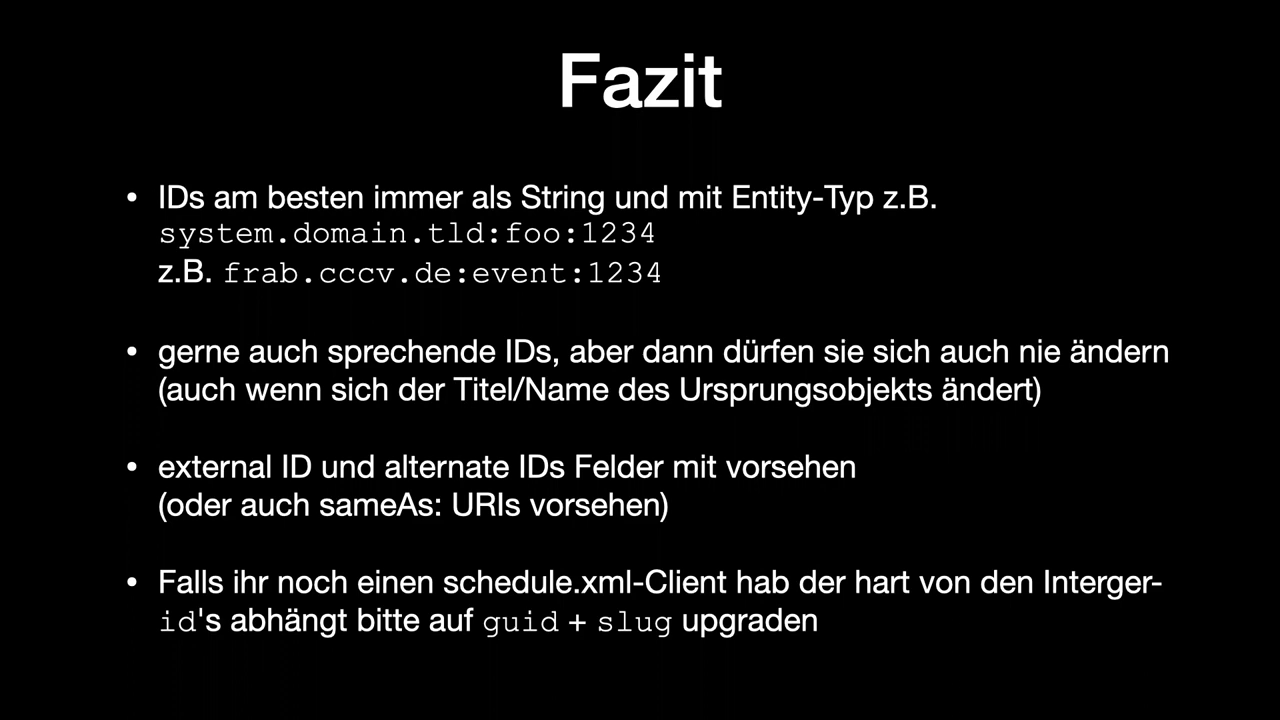 Fazit
• IDs am besten immer als String und mit Entity-Typ z.B.
system.domain.tld:foo:1234
z.B. frab.cccv.de:event:1234
• gerne auch sprechende IDs, aber dann dürfen sie sich auch nie ändern
(auch wenn sich der Titel/Name des Ursprungsobjekts ändert)
• external ID und alternate IDs Felder mit vorsehen
(oder auch sameAs: URIs vorsehen)
• Falls ihr noch einen schedule.xml-Client hab der hart von den Interger-
id's abhängt bitte auf guid + slug upgraden